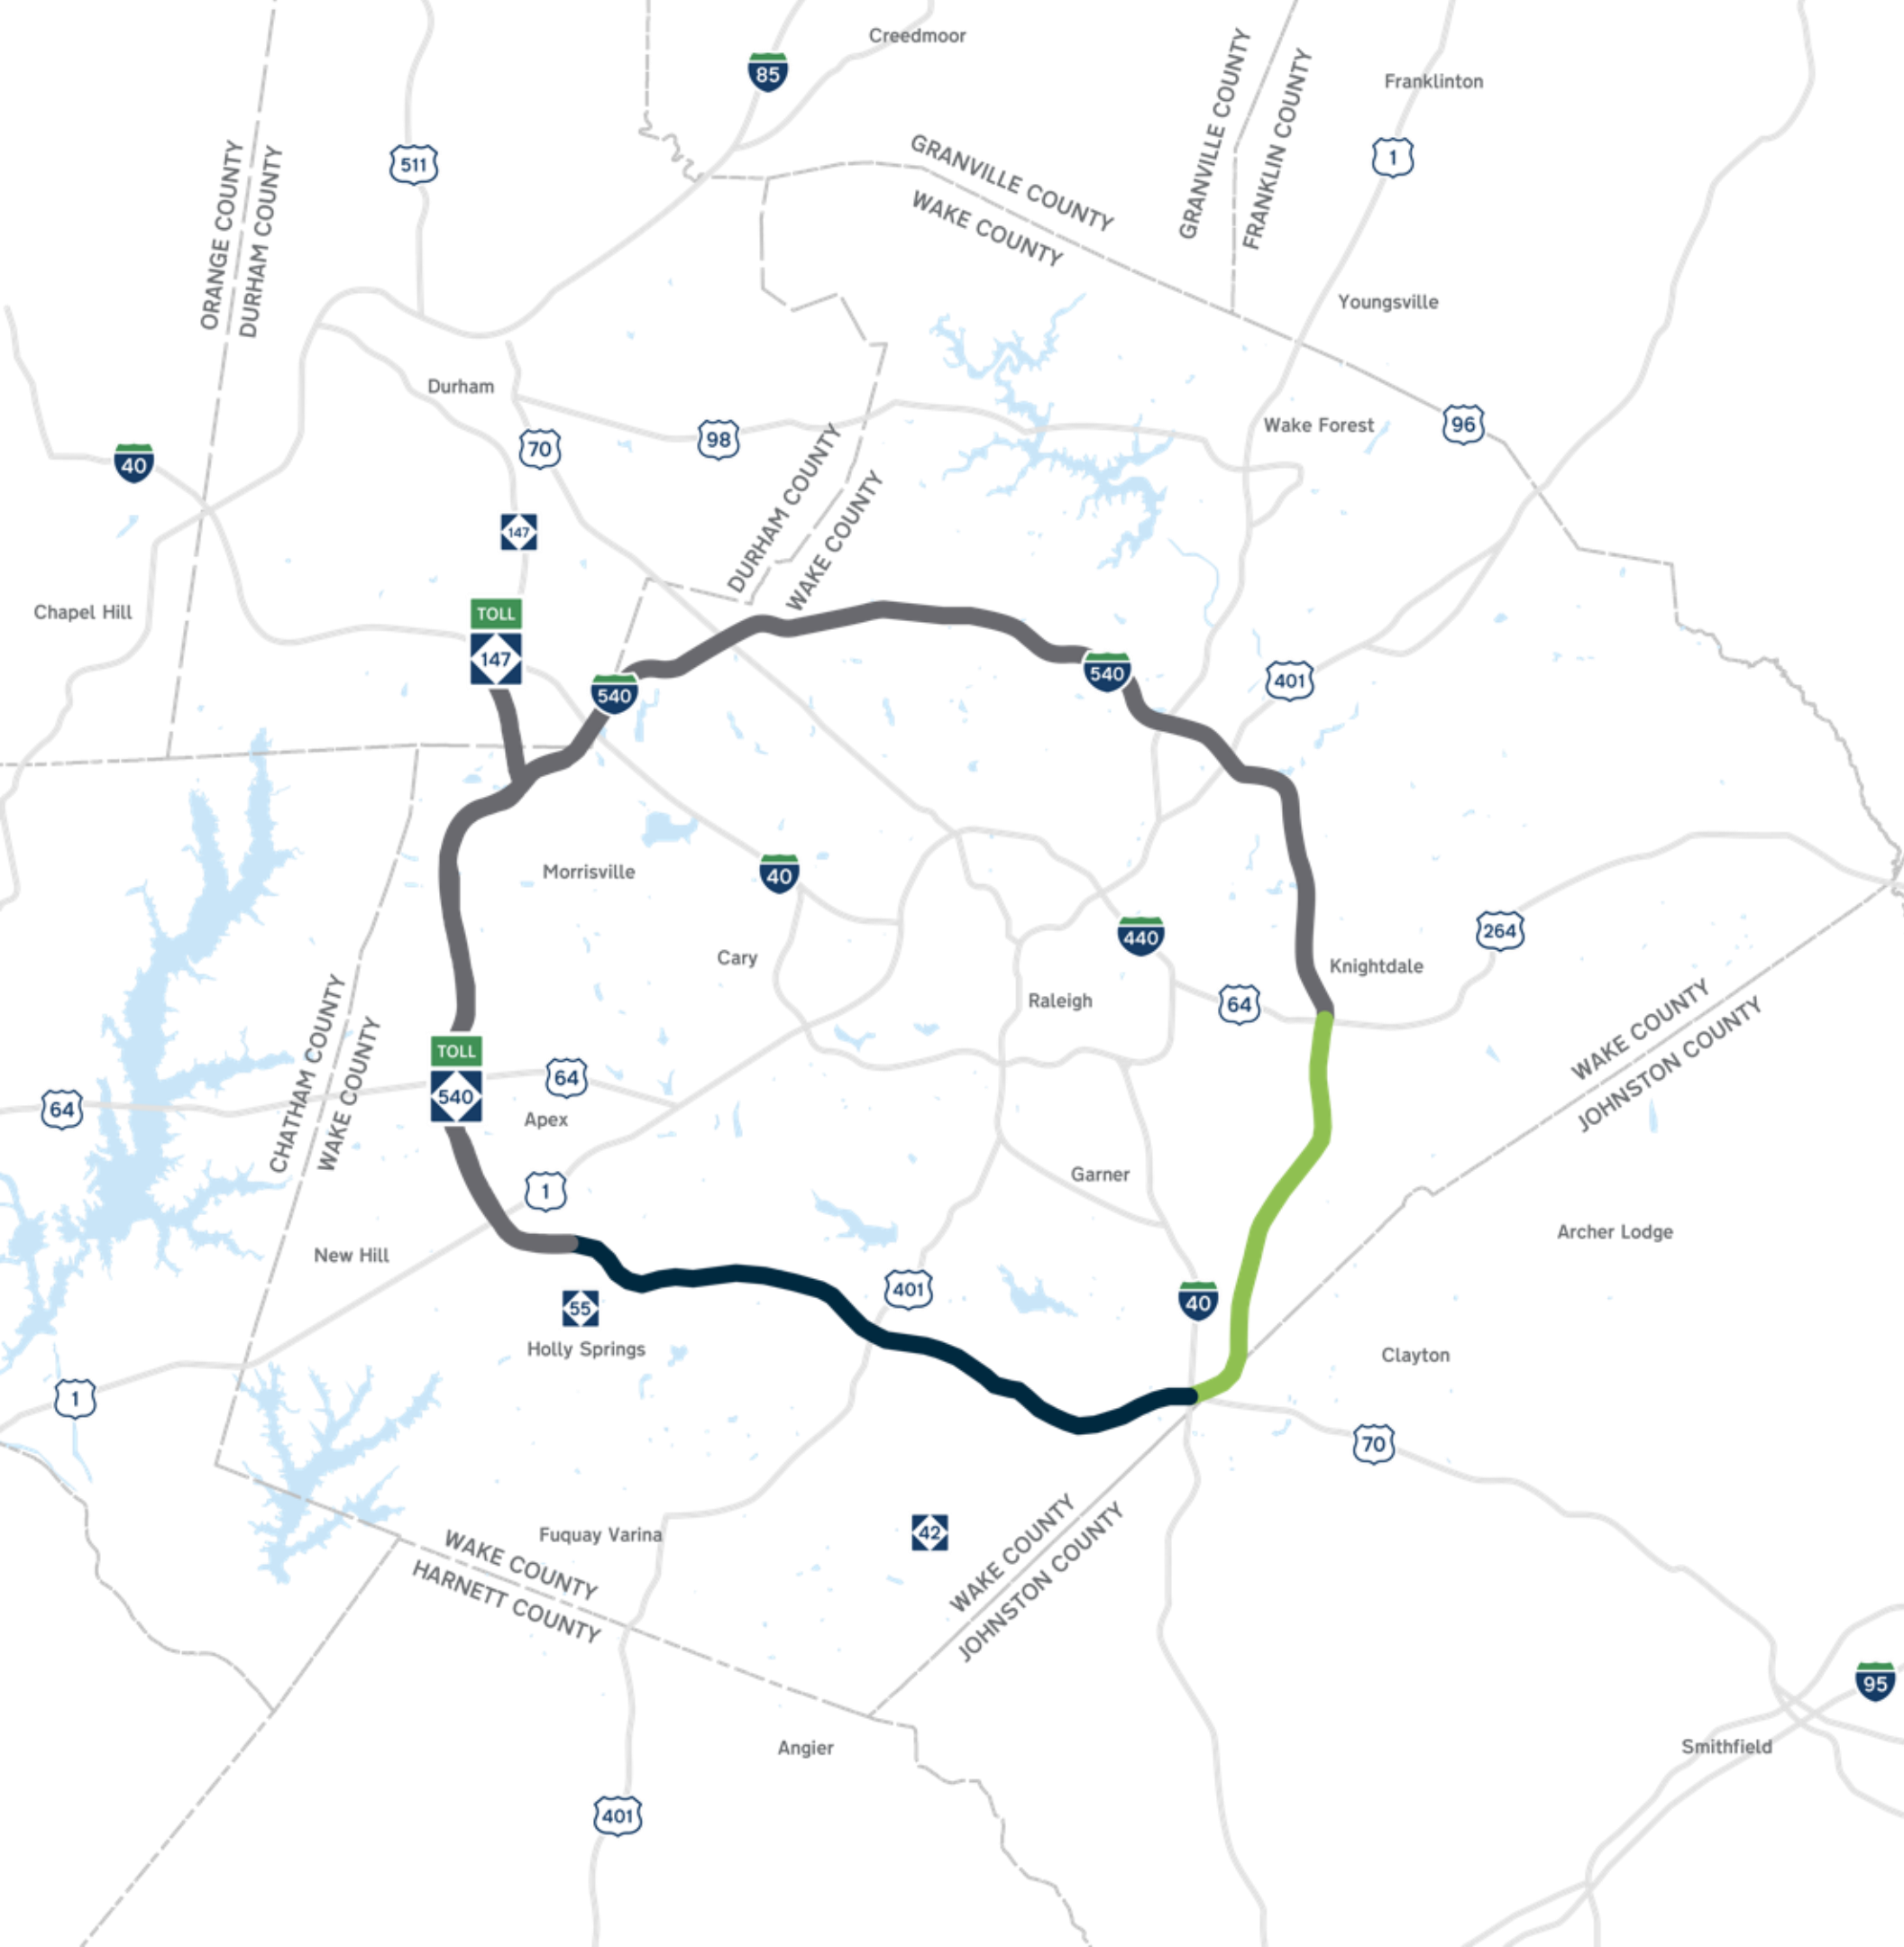 Creedmoor
85
Franklinton
1
511
ORANGE COUNTY
DURHAM COUNTY
GRANVILLE COUNTY
WAKE COUNTY
GRANVILLE COUNTY
FRANKLIN COUNTY
Youngsville
Durham
70
98
Wake Forest
96
40
147
DURHAM COUNTY
WAKE COUNTY
Chapel Hill
TOLL
147
540
540
401
Morrisville
40
440
264
Cary
Knightdale
Raleigh
64
CHATHAM COUNTY
WAKE COUNTY
WAKE COUNTY
JOHNSTON COUNTY
TOLL
540
64
64
Apex
1
Garner
New Hill
Archer Lodge
55
401
40
Holly Springs
Clayton
1
70
Fuquay Varina
42
WAKE COUNTY
HARNETT COUNTY
WAKE COUNTY
JOHNSTON COUNTY
95
Angier
Smithfield
401